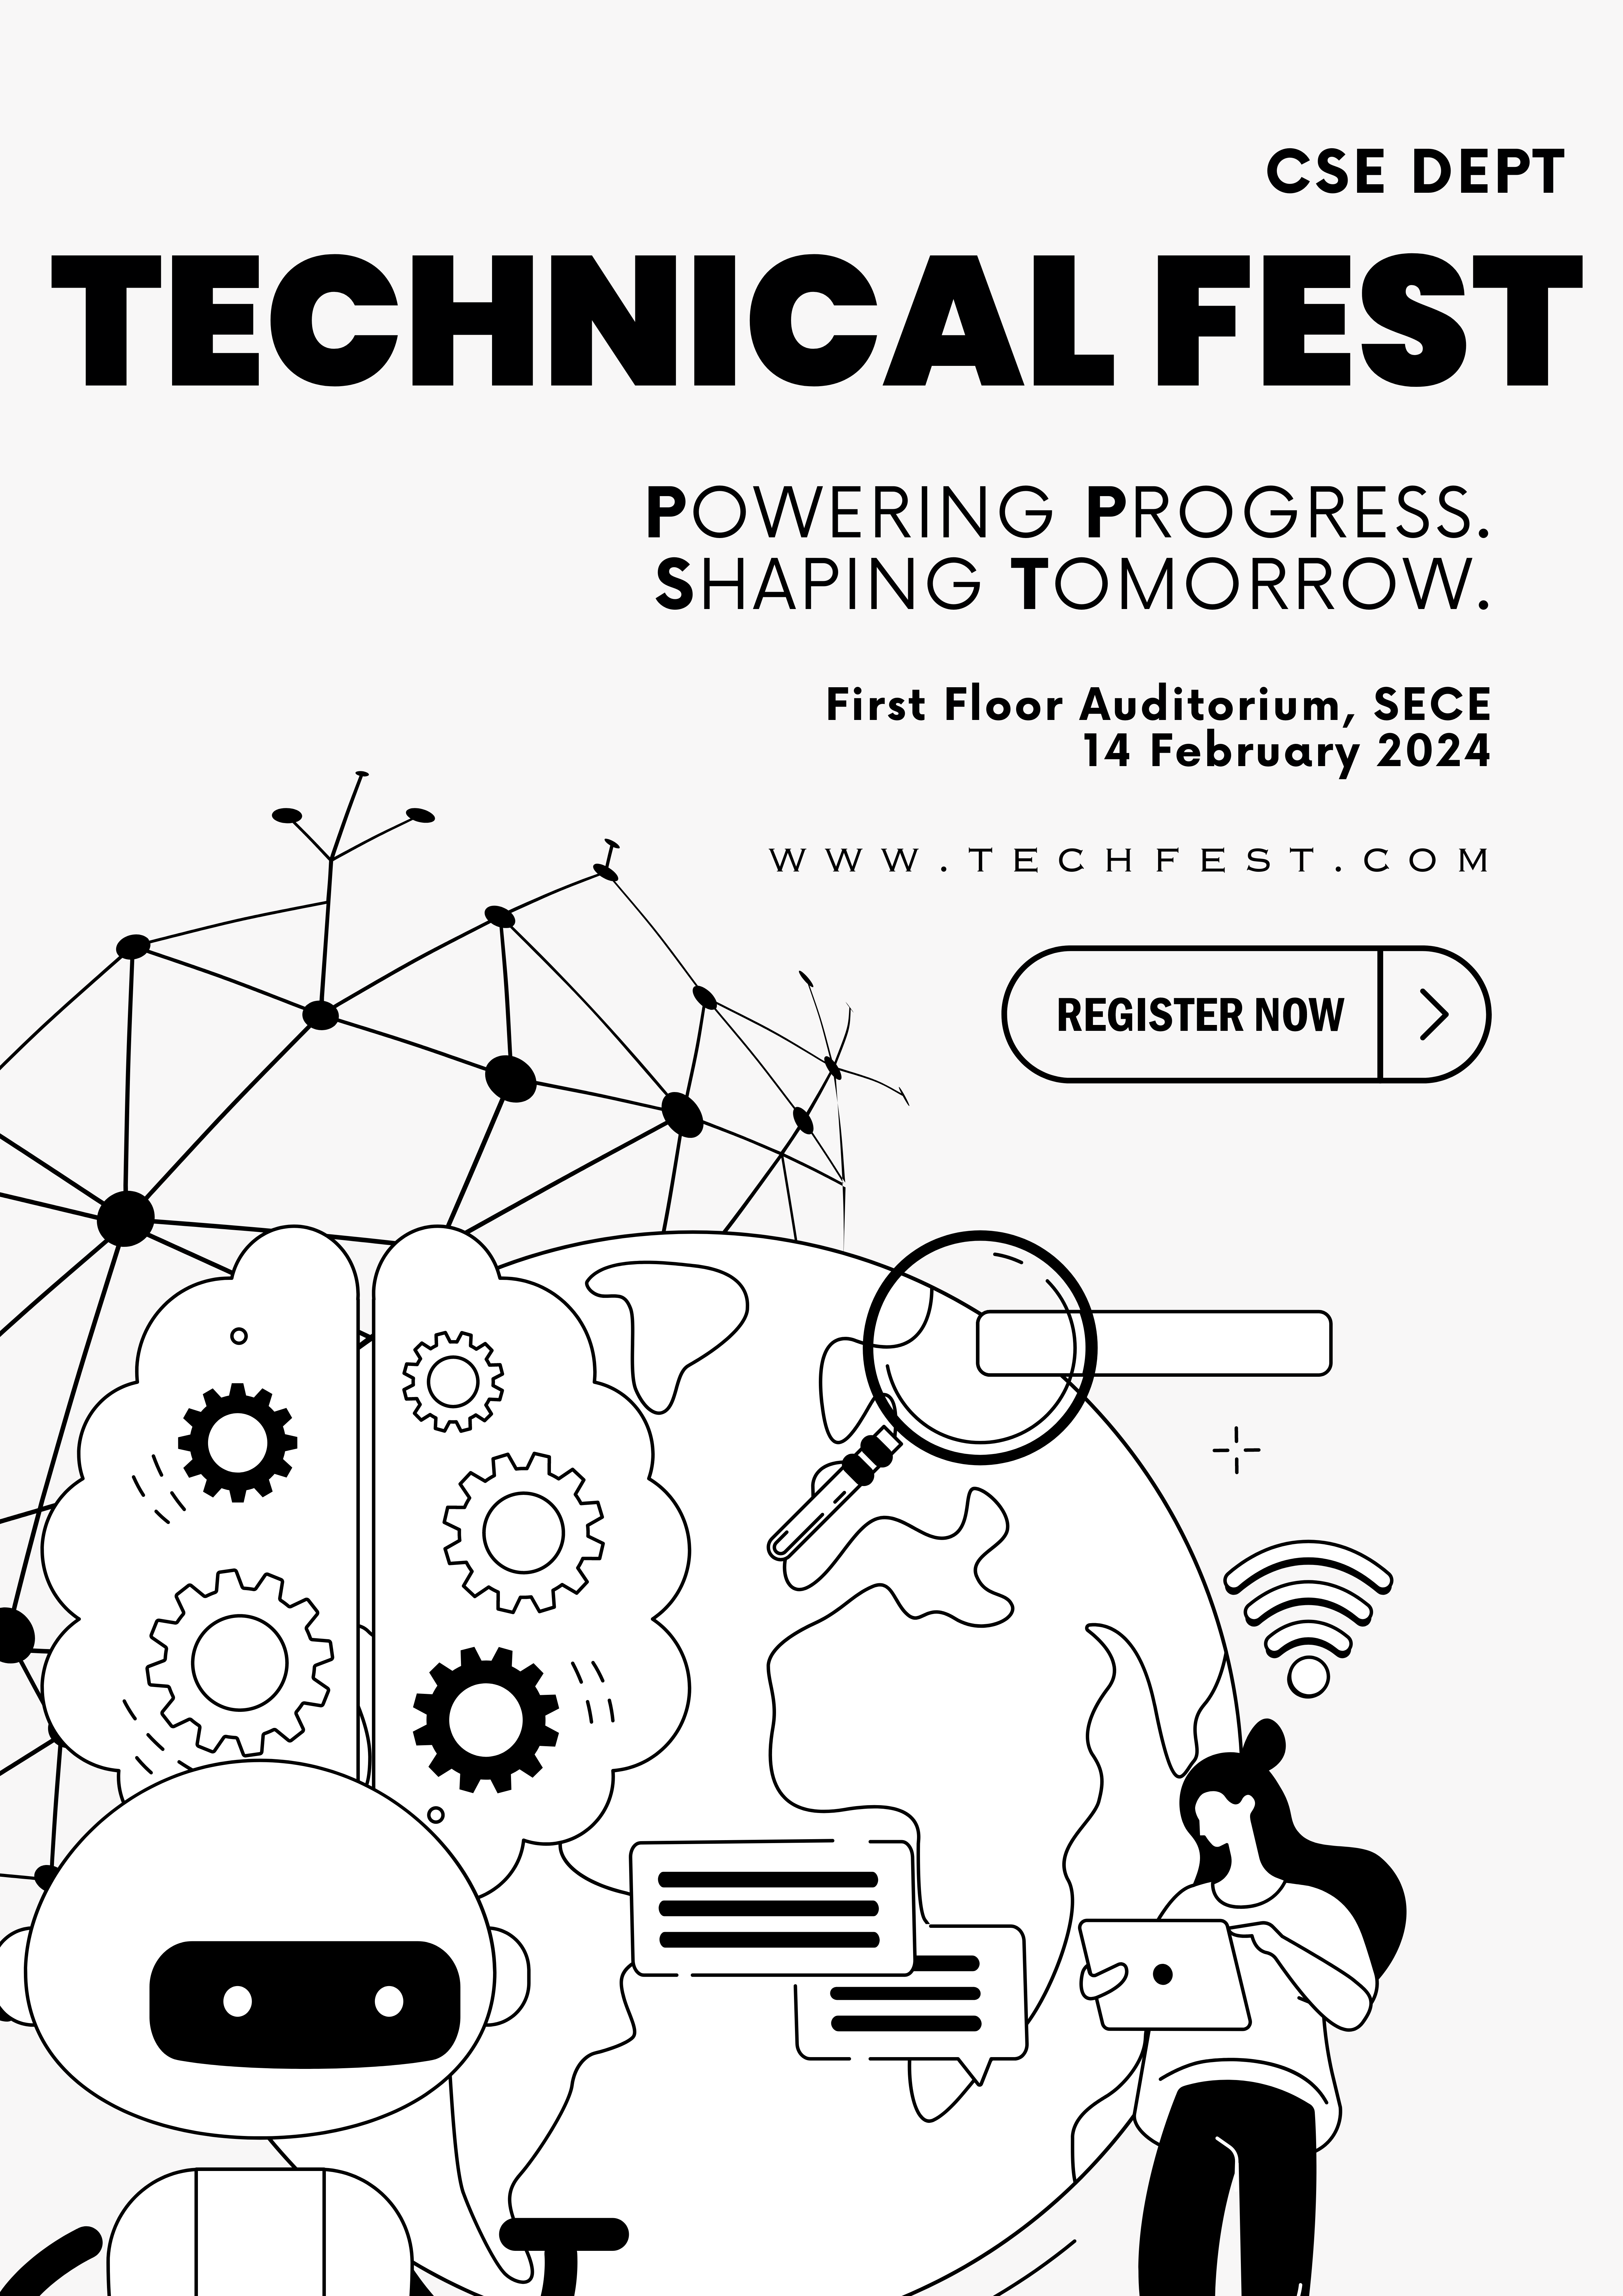 CSE DEPT
TECHNICAL FEST
POWERING PROGRESS.
SHAPING TOMORROW.
First Floor Auditorium, SECE
14 February 2024
WWW.TECHFEST.COM
REGISTER NOW